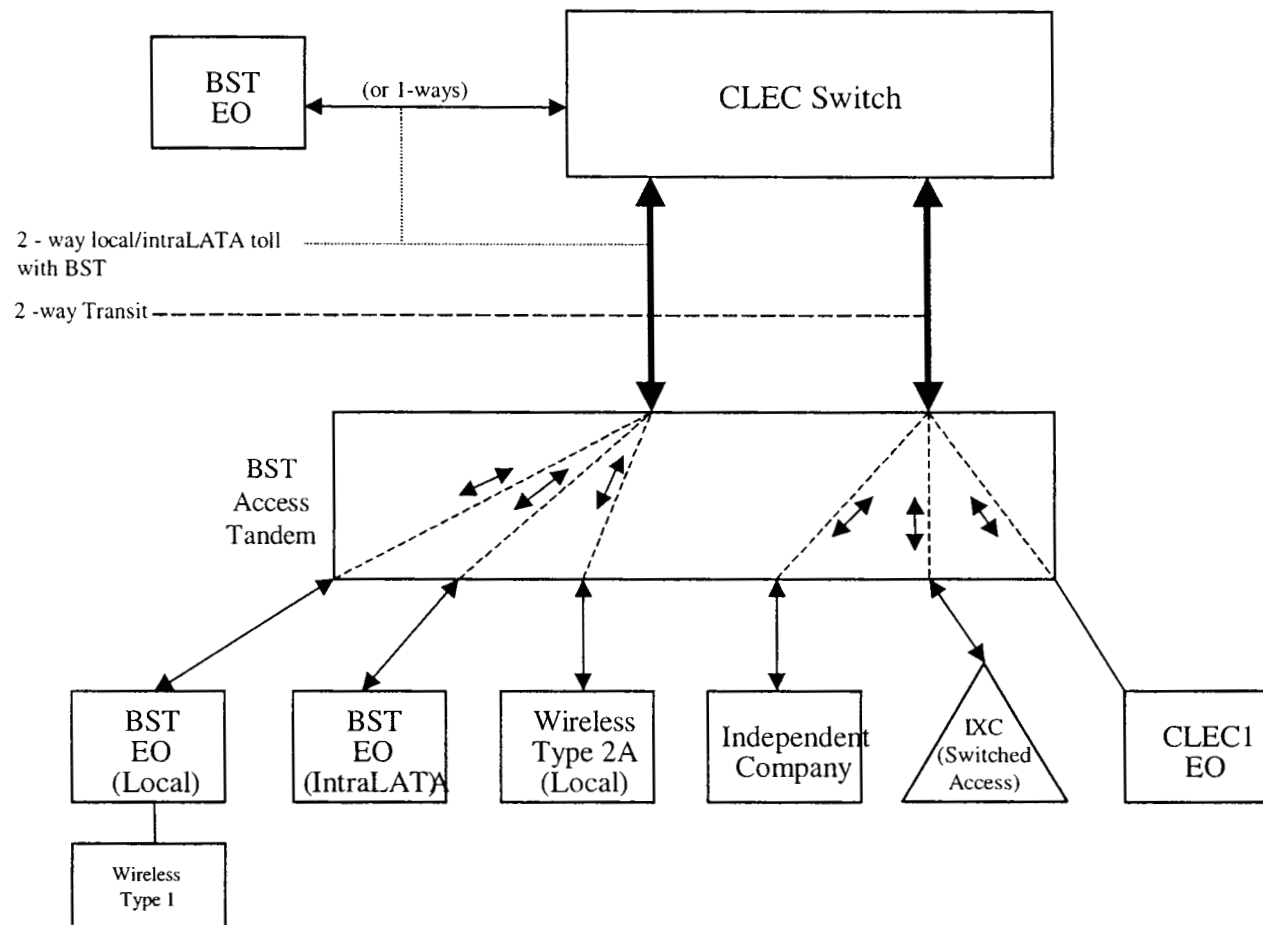 BST
EO
(or 1-ways)
CLEC Switch
2 - way local/intraLATA toll
with BST
2 -way Transit
BST
Access
Tandem
BST
EO
(Local)
BST
EO
(IntraLATA)
Wireless
Type 2A
(Local)
Independent
Company
IXC
(Switched
Access)
CLEC1
EO
Wireless
Type 1